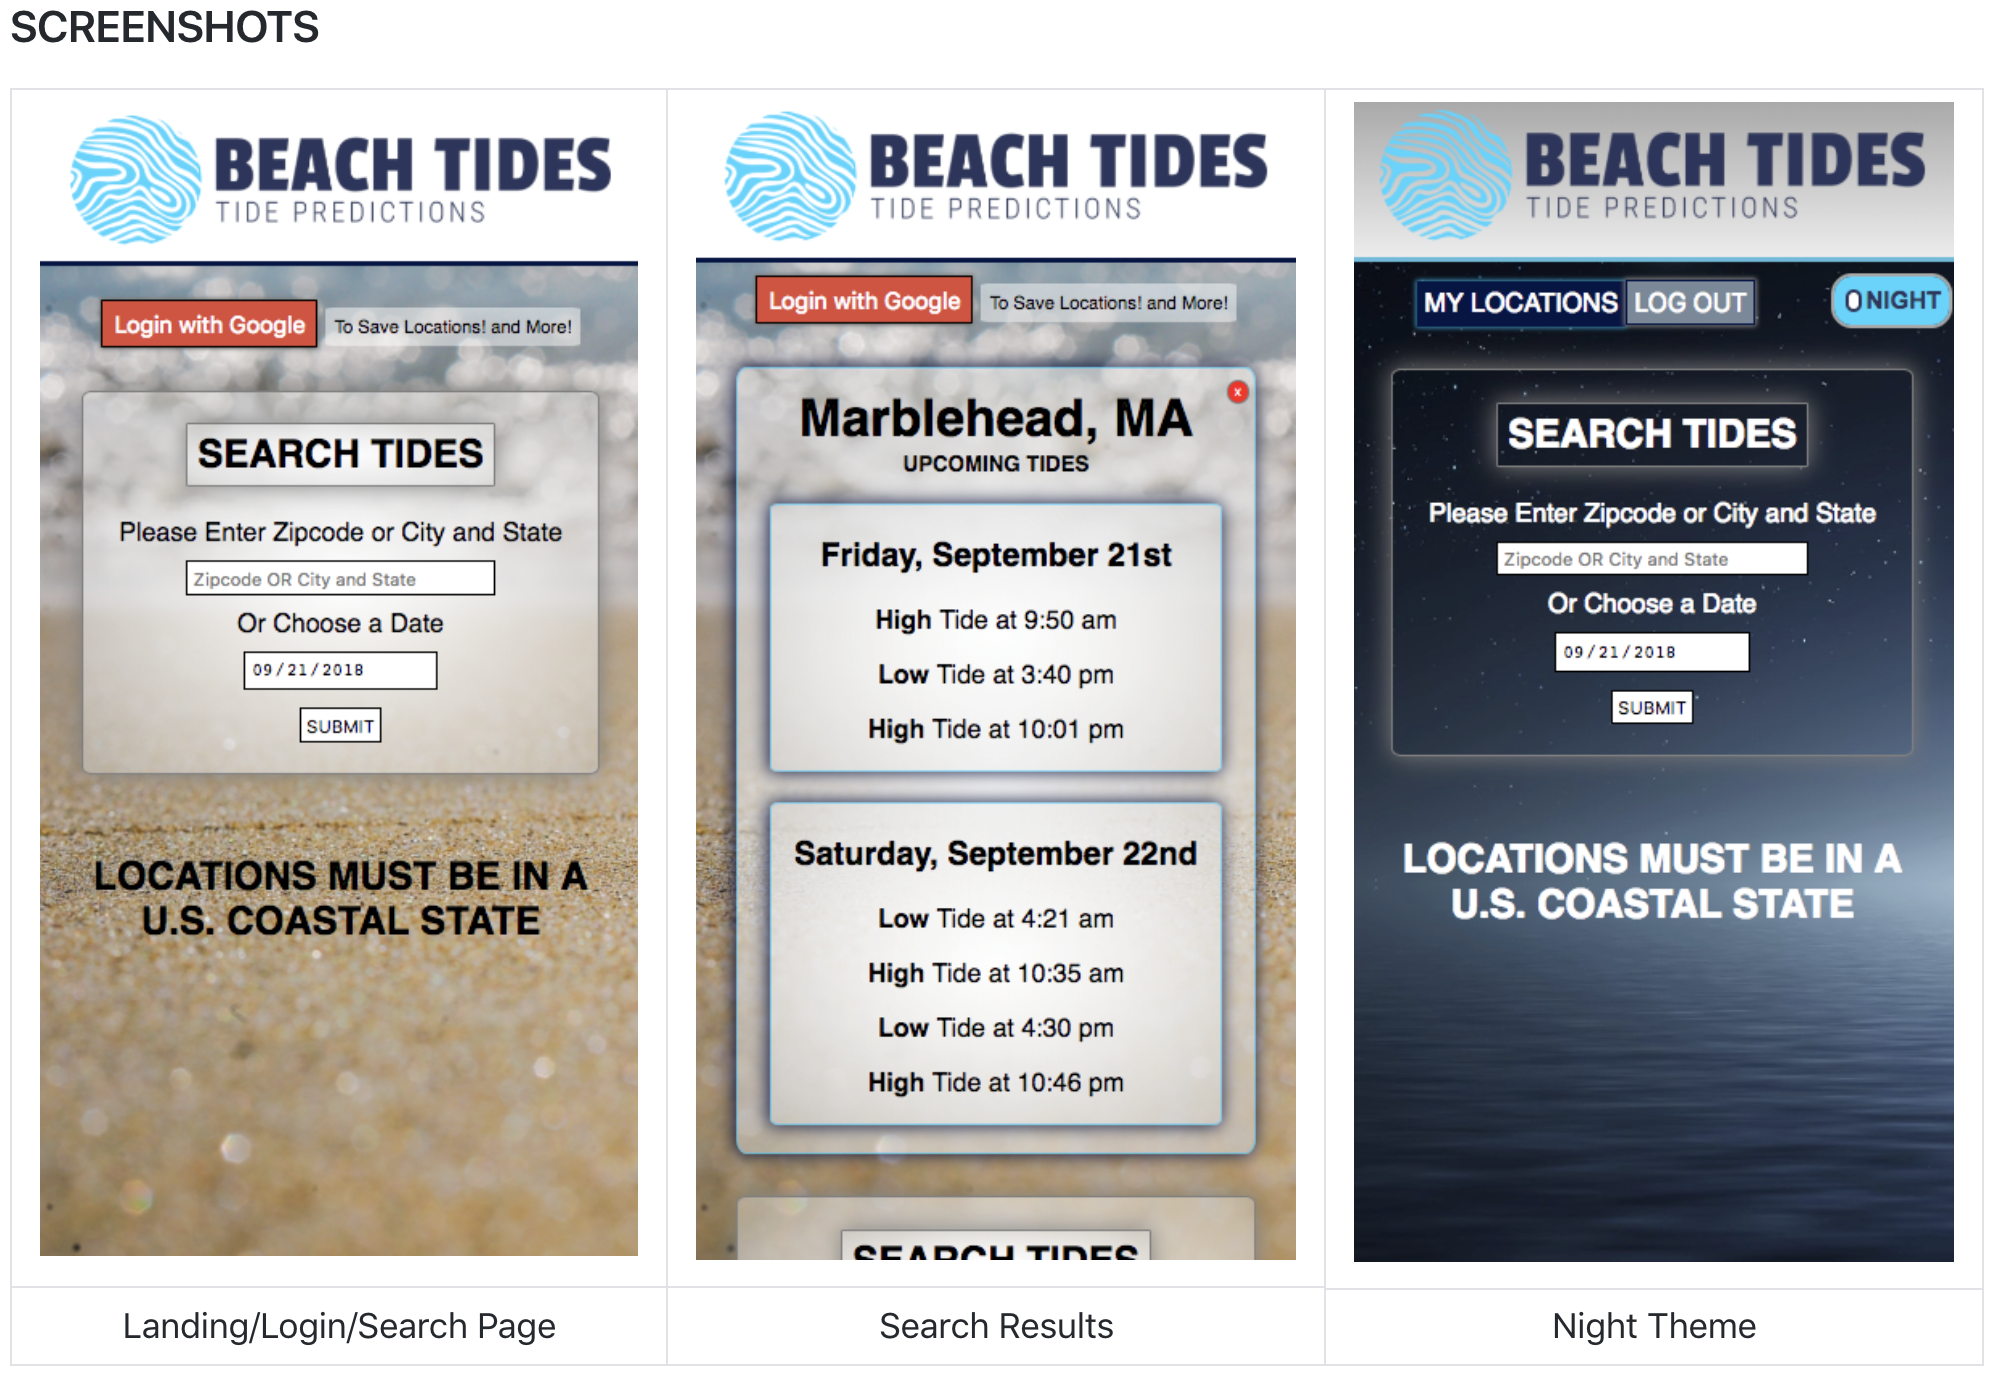 SCREENSHOTS
BEACH TIDES
TIDE PREDICTIONS
Login with Google
To Save Locations! and More!
SEARCH TIDES
Please Enter Zipcode or City and State
Zipcode OR City and State
Or Choose a Date
09/21/2018
SUBMIT
LOCATIONS MUST BE IN A
U.S. COASTAL STATE
Landing/Login/Search Page
BEACH TIDES
TIDE PREDICTIONS
Login with Google
To Save Locations! and More!
x
Marblehead, MA
UPCOMING TIDES
Friday, September 21st
High Tide at 9:50 am
Low Tide at 3:40 pm
High Tide at 10:01 pm
Saturday, September 22nd
Low Tide at 4:21 am
High Tide at 10:35 am
Low Tide at 4:30 pm
High Tide at 10:46 pm
SEARCH TIDES
Search Results
BEACH TIDES
TIDE PREDICTIONS
MY LOCATIONS
LOG OUT
NIGHT
SEARCH TIDES
Please Enter Zipcode or City and State
Zipcode OR City and State
Or Choose a Date
09/21/2018
SUBMIT
LOCATIONS MUST BE IN A
U.S. COASTAL STATE
Night Theme